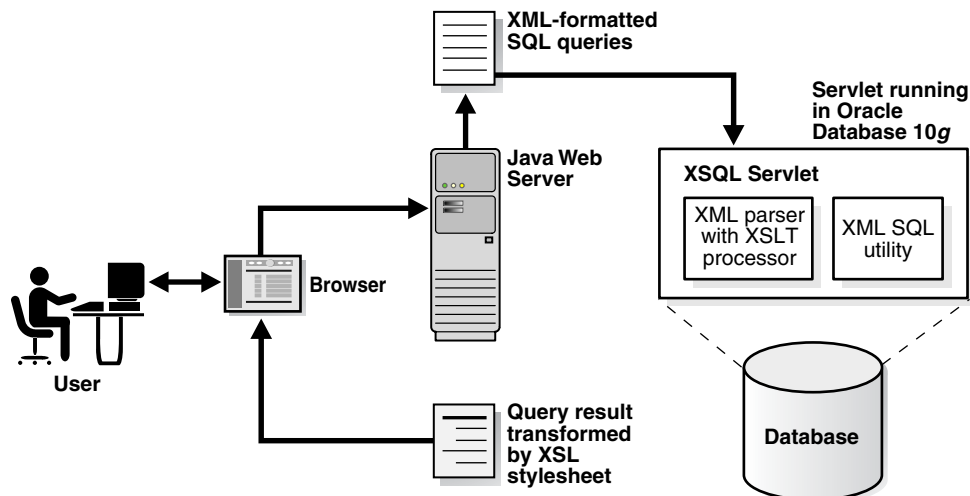 XML-formatted
SQL queries
Servlet running
in Oracle
Database 10g
Java Web
Server
XSQL Servlet
XML parser
with XSLT
processor
XML SQL
utility
Browser
User
Query result
transformed
by XSL
stylesheet
Database